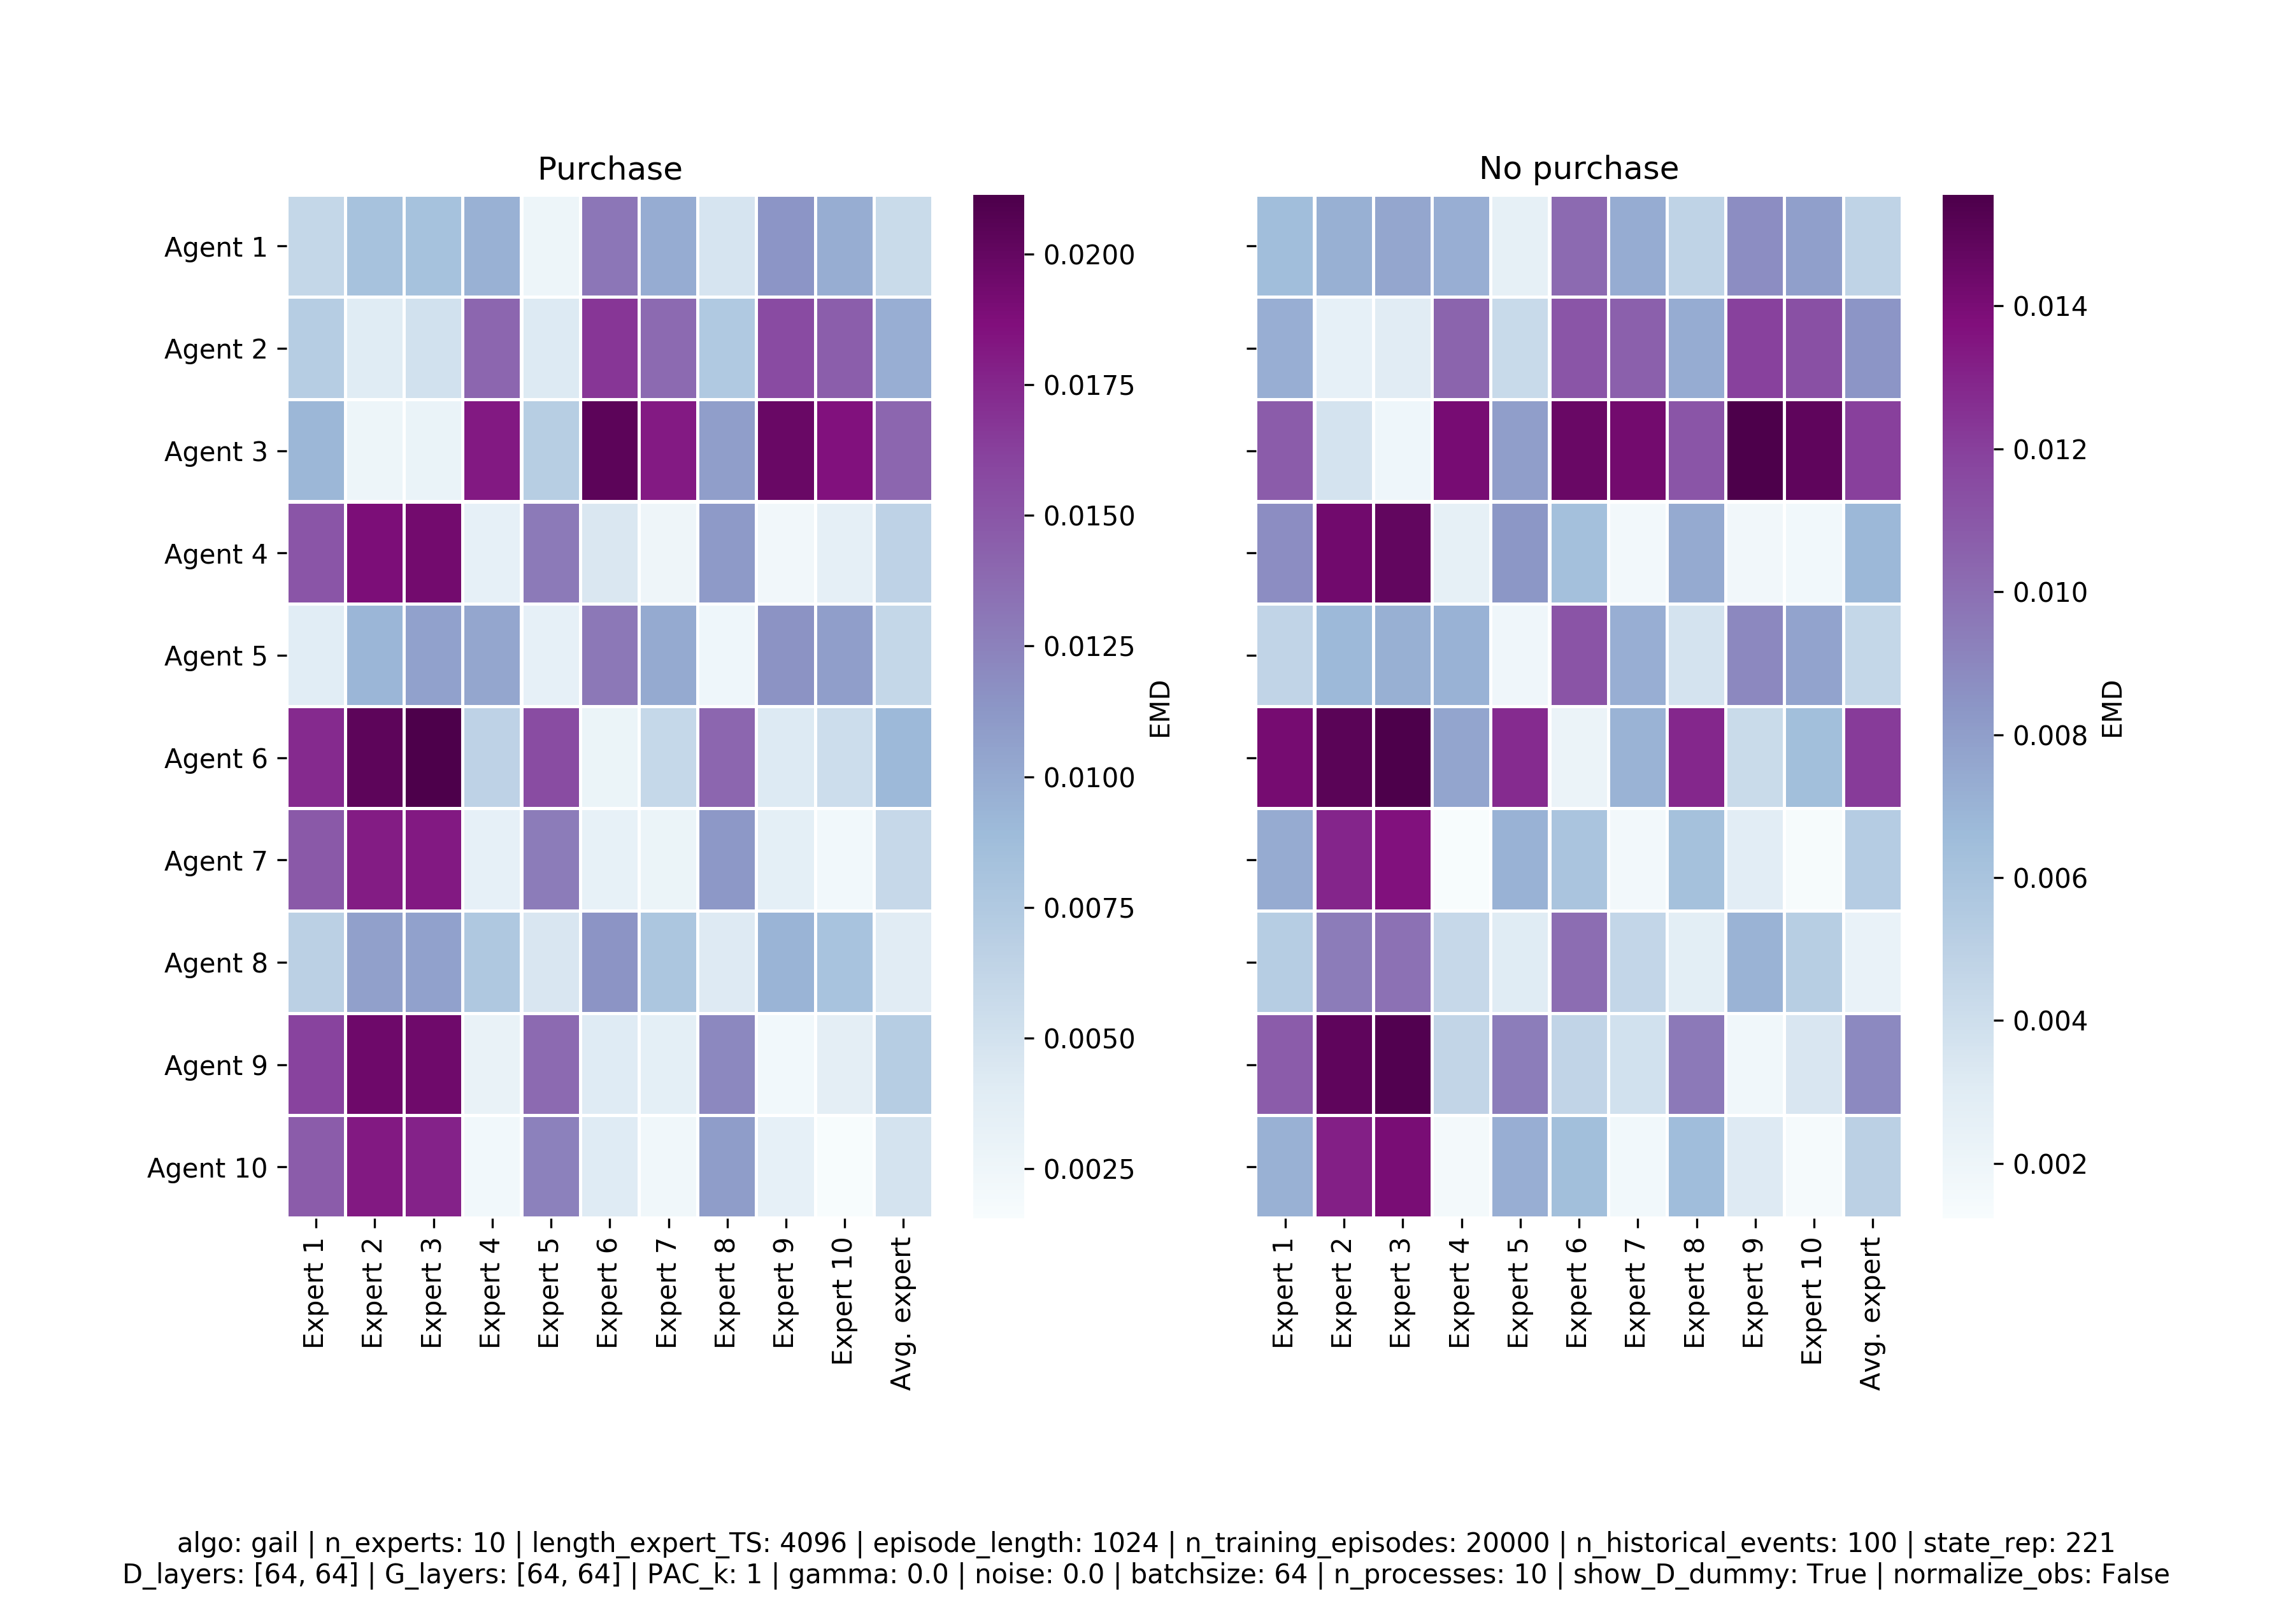 Purchase
No purchase
Agent 1
Agent 2
Agent 3
Agent 4
Agent 5
Agent 6
Agent 7
Agent 8
Agent 9
Agent 10
Expert 1
Expert 2
Expert 3
Expert 4
Expert 5
Expert 6
Expert 7
Expert 8
Expert 9
Expert 10
Avg. expert
0.0200
0.0175
0.0150
0.0125
0.0100
0.0075
0.0050
0.0025
EMD
Expert 1
Expert 2
Expert 3
Expert 4
Expert 5
Expert 6
Expert 7
Expert 8
Expert 9
Expert 10
Avg. expert
0.014
0.012
0.010
0.008
0.006
0.004
0.002
EMD
algo: gail | n_experts: 10 | length_expert_TS: 4096 | episode_length: 1024 | n_training_episodes: 20000 | n_historical_events: 100 | state_rep: 221
D_layers: [64, 64] | G_layers: [64, 64] | PAC_k: 1 | gamma: 0.0 | noise: 0.0 | batchsize: 64 | n_processes: 10 | show_D_dummy: True | normalize_obs: False